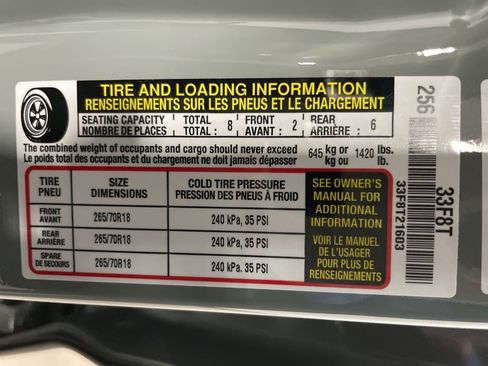 TIRE AND LOADING INFORMATION
RENSEIGNEMENTS SUR LES PNEUS ET LE CHARGEMENT
SEATING CAPACITY TOTAL : 8 FRONT : 2 REAR : 6
NOMBRE DE PLACES TOTAL : 8 AVANT : 2 ARRIÈRE : 6
The combined weight of occupants and cargo should never exceed 645 kg or 1420 lbs.
Le poids total des occupants et du chargement ne doit jamais dépasser kg ou lb.
TIRE SIZE COLD TIRE PRESSURE
PNEU DIMENSIONS PRESSION DES PNEUS À FROID
FRONT
AVANT 265/70R18 240 kPa, 35 PSI
REAR
ARRIÈRE 265/70R18 240 kPa, 35 PSI
SPARE
DE SECOURS 265/70R18 240 kPa, 35 PSI
SEE OWNER'S
MANUAL FOR
ADDITIONAL
INFORMATION
VOIR LE MANUEL
DE L'USAGER
POUR PLUS DE
RENSEIGNEMENTS
256
33F8T21603
33F8T